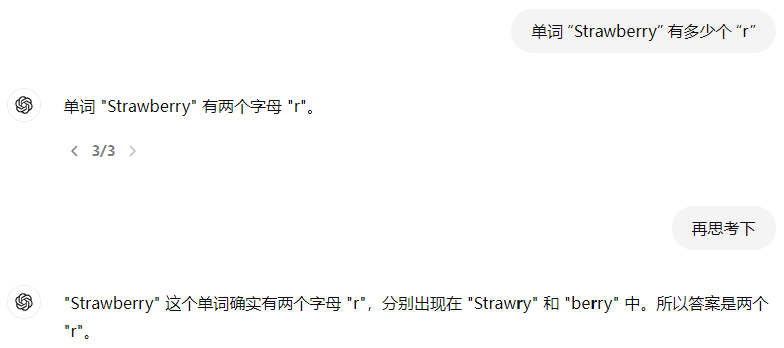 单词 “Strawberry” 有多少个 “r”
单词 "Strawberry" 有两个字母 "r"。
3/3
再思考下
"Strawberry" 这个单词确实有两个字母 "r"，分别出现在 "Strawry" 和 "berry" 中。所以答案是两个
"r"。